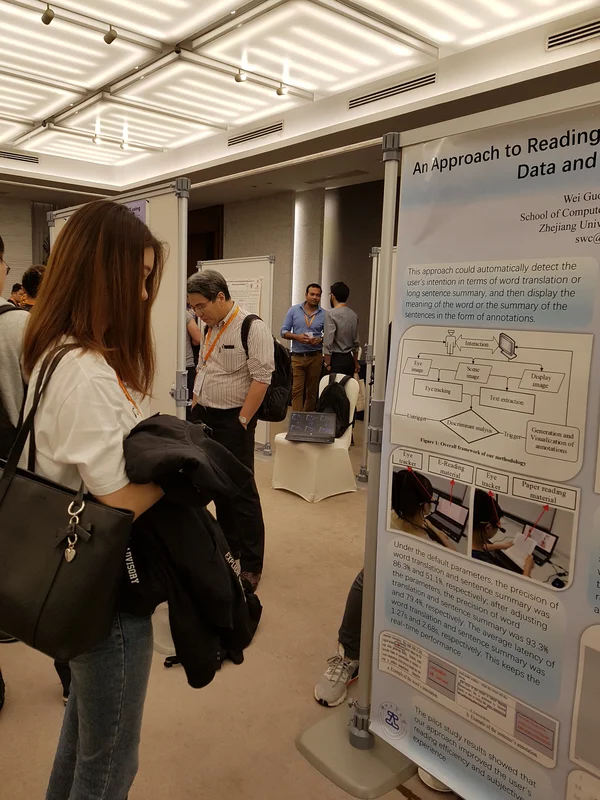 An Approach to Reading
Data and
Wei Guo
School of Compute
Zhejiang Univ
swc@
This approach could automatically detect the
user's intention in terms of word translation or
long sentence summary, and then display the
meaning of the word or the summary of the
sentences in the form of annotations.
Interaction
Eye
image
Scene
image
Display
image
Eye tracking
Text extraction
Untrigger
Discriminant analysis
Trigger
Generation and
Visualization of
annotations
Figure 1: Overall framework of our methodology
Eye
tracker
E-Reading
material
Eye
tracker
Paper reading
material
Under the default parameters, the precision of
word translation and sentence summary was
86.3% and 51.1%, respectively; after adjusting
the parameters, the precision of word
translation and sentence summary was 93.3%
and 79.4%, respectively. The average latency of
word translation and sentence summary was
1.27s and 2.6s, respectively. This keeps the
real-time performance.
The pilot study results showed that
our approach improved the user's
reading efficiency and subjective
experience.